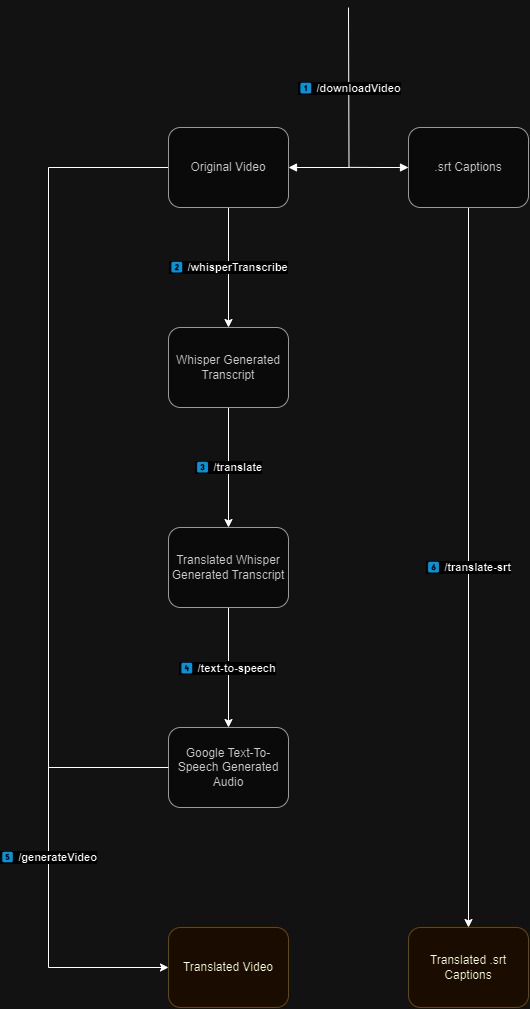 1 /downloadVideo
Original Video
.srt Captions
2 /whisperTranscribe
Whisper Generated
Transcript
3 /translate
Translated Whisper
Generated Transcript
6 /translate-srt
4 /text-to-speech
Google Text-To-
Speech Generated
Audio
5 /generateVideo
Translated Video
Translated .srt
Captions